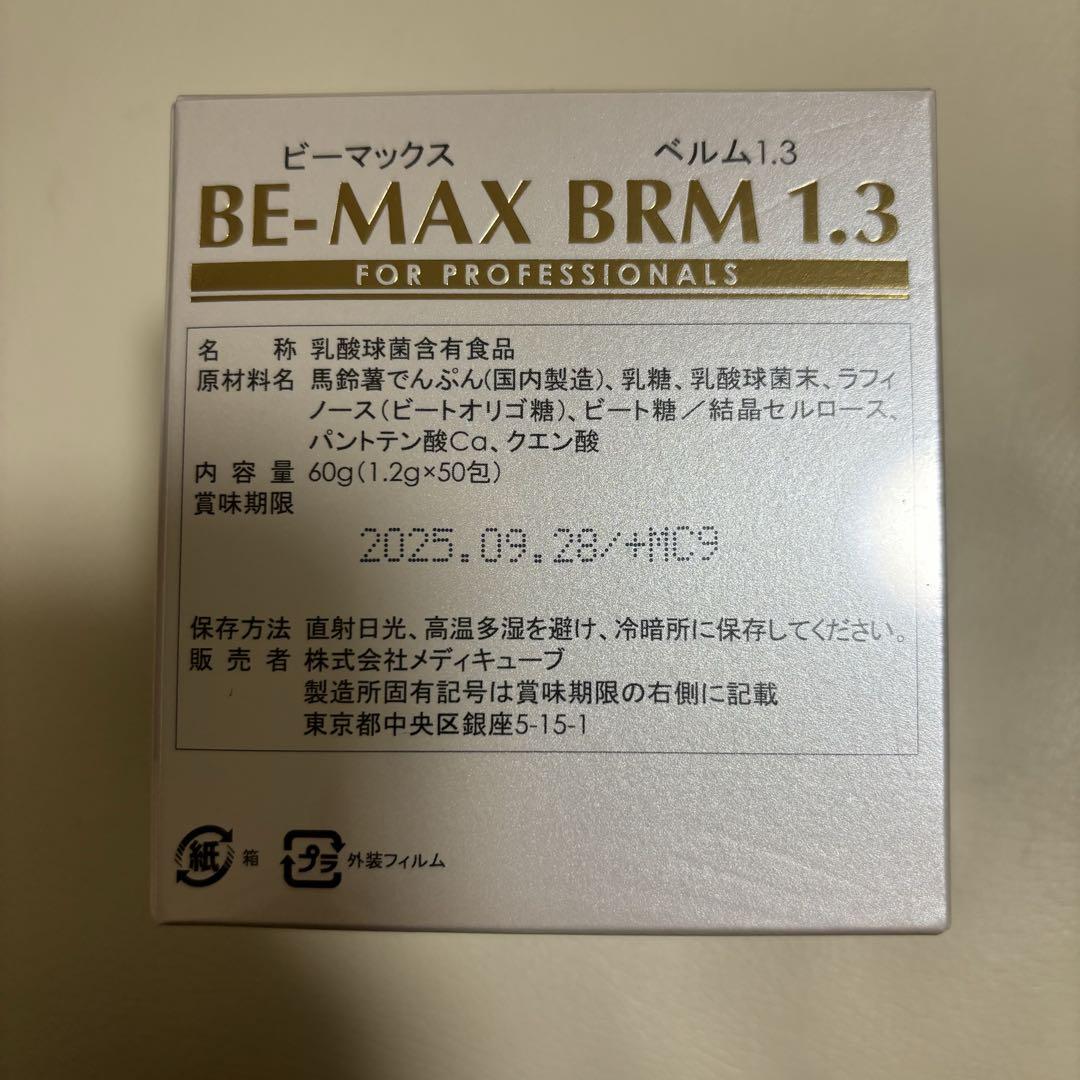 ビーマックス ベルム1.3
BE-MAX BRM 1.3
FOR PROFESSIONALS
名称 乳酸球菌含有食品
原材料名 馬鈴薯でんぷん(国内製造)、乳糖、乳酸球菌末、ラフィ
ノース(ビートオリゴ糖)、ビート糖／結晶セルロース、
パントテン酸Ca、クエン酸
内容量 60g(1.2g×50包)
賞味期限
2025.09.28/+MC9
保存方法 直射日光、高温多湿を避け、冷暗所に保存してください。
販売者 株式会社メディキューブ
製造所固有記号は賞味期限の右側に記載
東京都中央区銀座5-15-1
紙 箱 プラ 外装フィルム